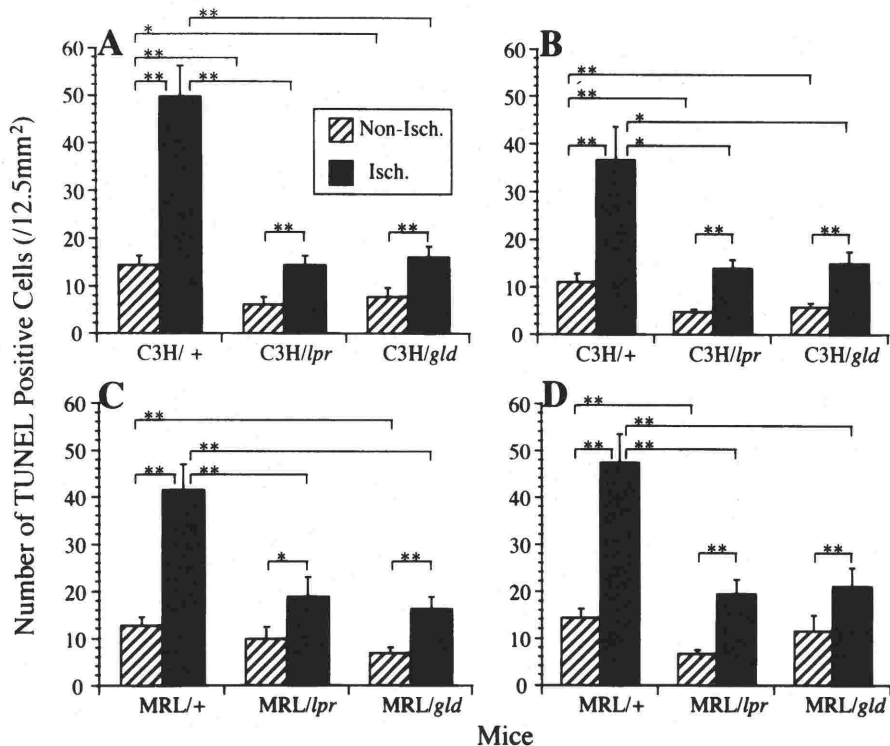 A
**
*
**
**
**
60
50
40
30
20
10
0
Non-Isch.
Isch.
**
**
C3H/ +
C3H/lpr
C3H/gld
B
**
**
*
**
*
60
50
40
30
20
10
0
**
**
C3H/+
C3H/lpr
C3H/gld
C
**
**
**
**
60
50
40
30
20
10
0
*
**
MRL/+
MRL/lpr
MRL/gld
D
**
**
**
**
60
50
40
30
20
10
0
**
**
MRL/+
MRL/lpr
MRL/gld
Number of TUNEL Positive Cells (/12.5mm²)
Mice